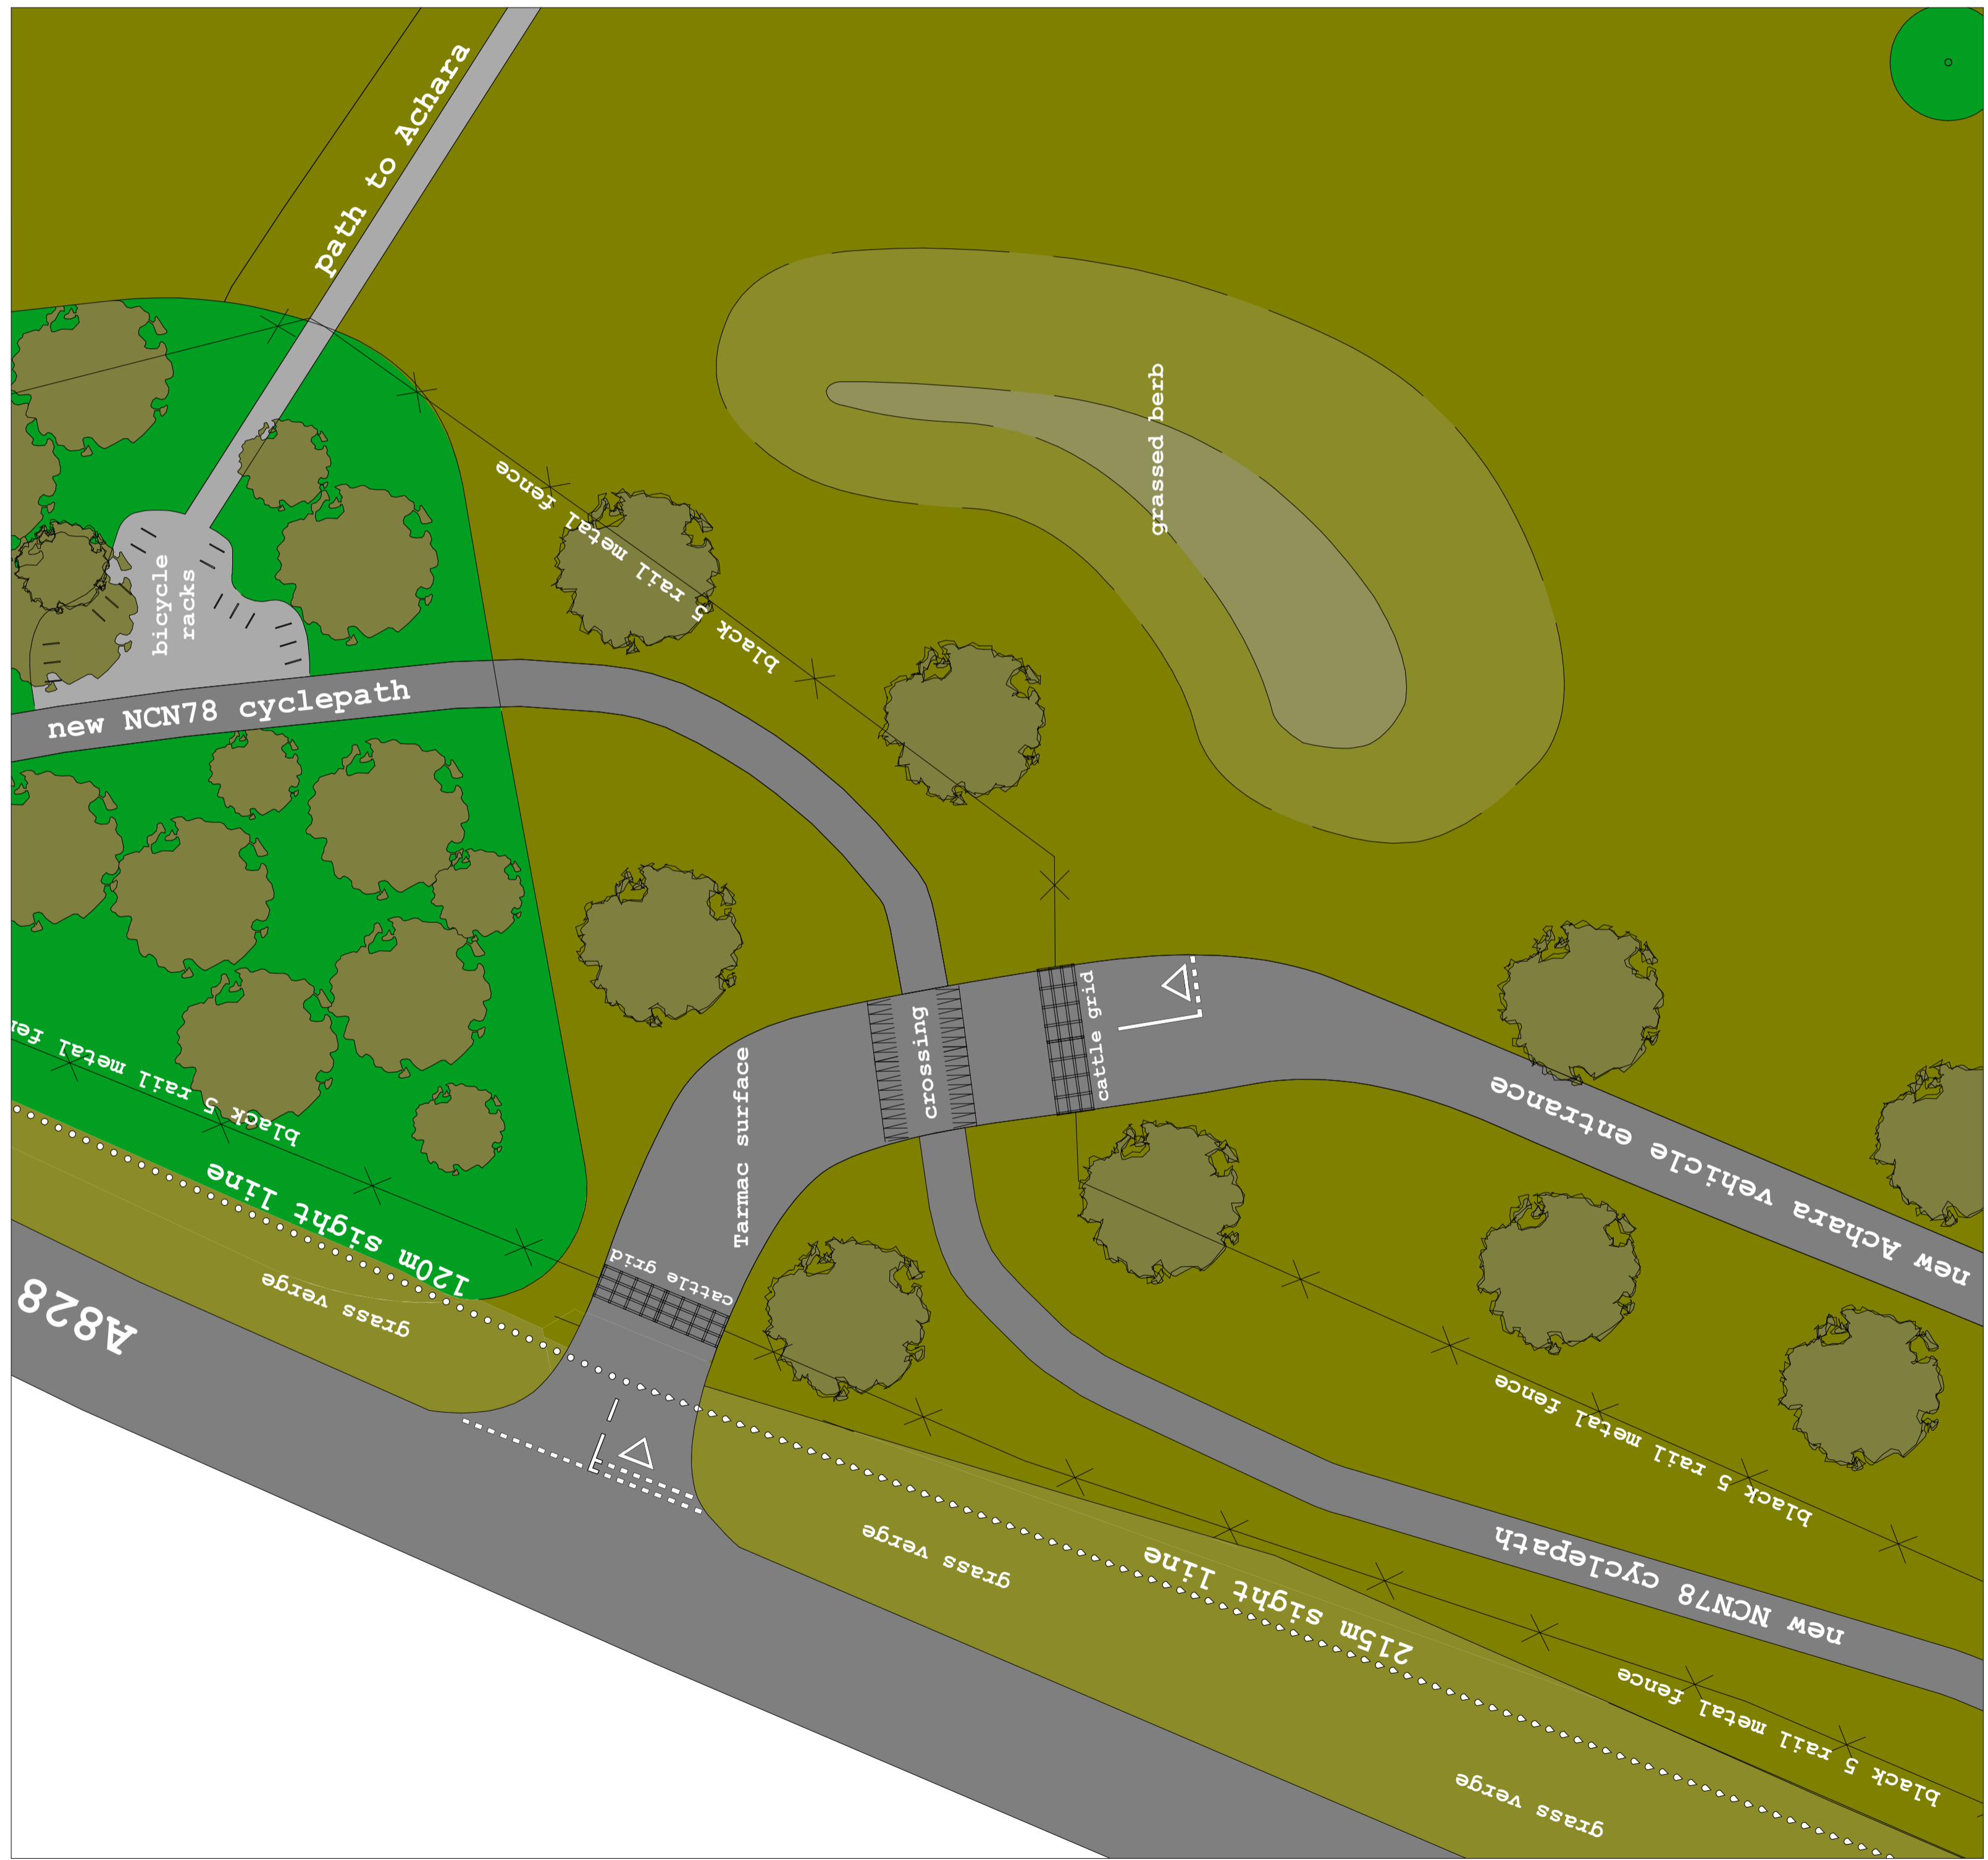 path to Achara
grassed berb
black 5 rail metal fence
bicycle
racks
new NCN78 cyclepath
black 5 rail metal fen
120m sight line
grass verge
A828
Tarmac surface
cattle grid
crossing
cattle grid
new Achara vehicle entrance
black 5 rail metal fence
new NCN78 cyclepath
215m sight line
grass verge
black 5 rail metal fence
grass verge